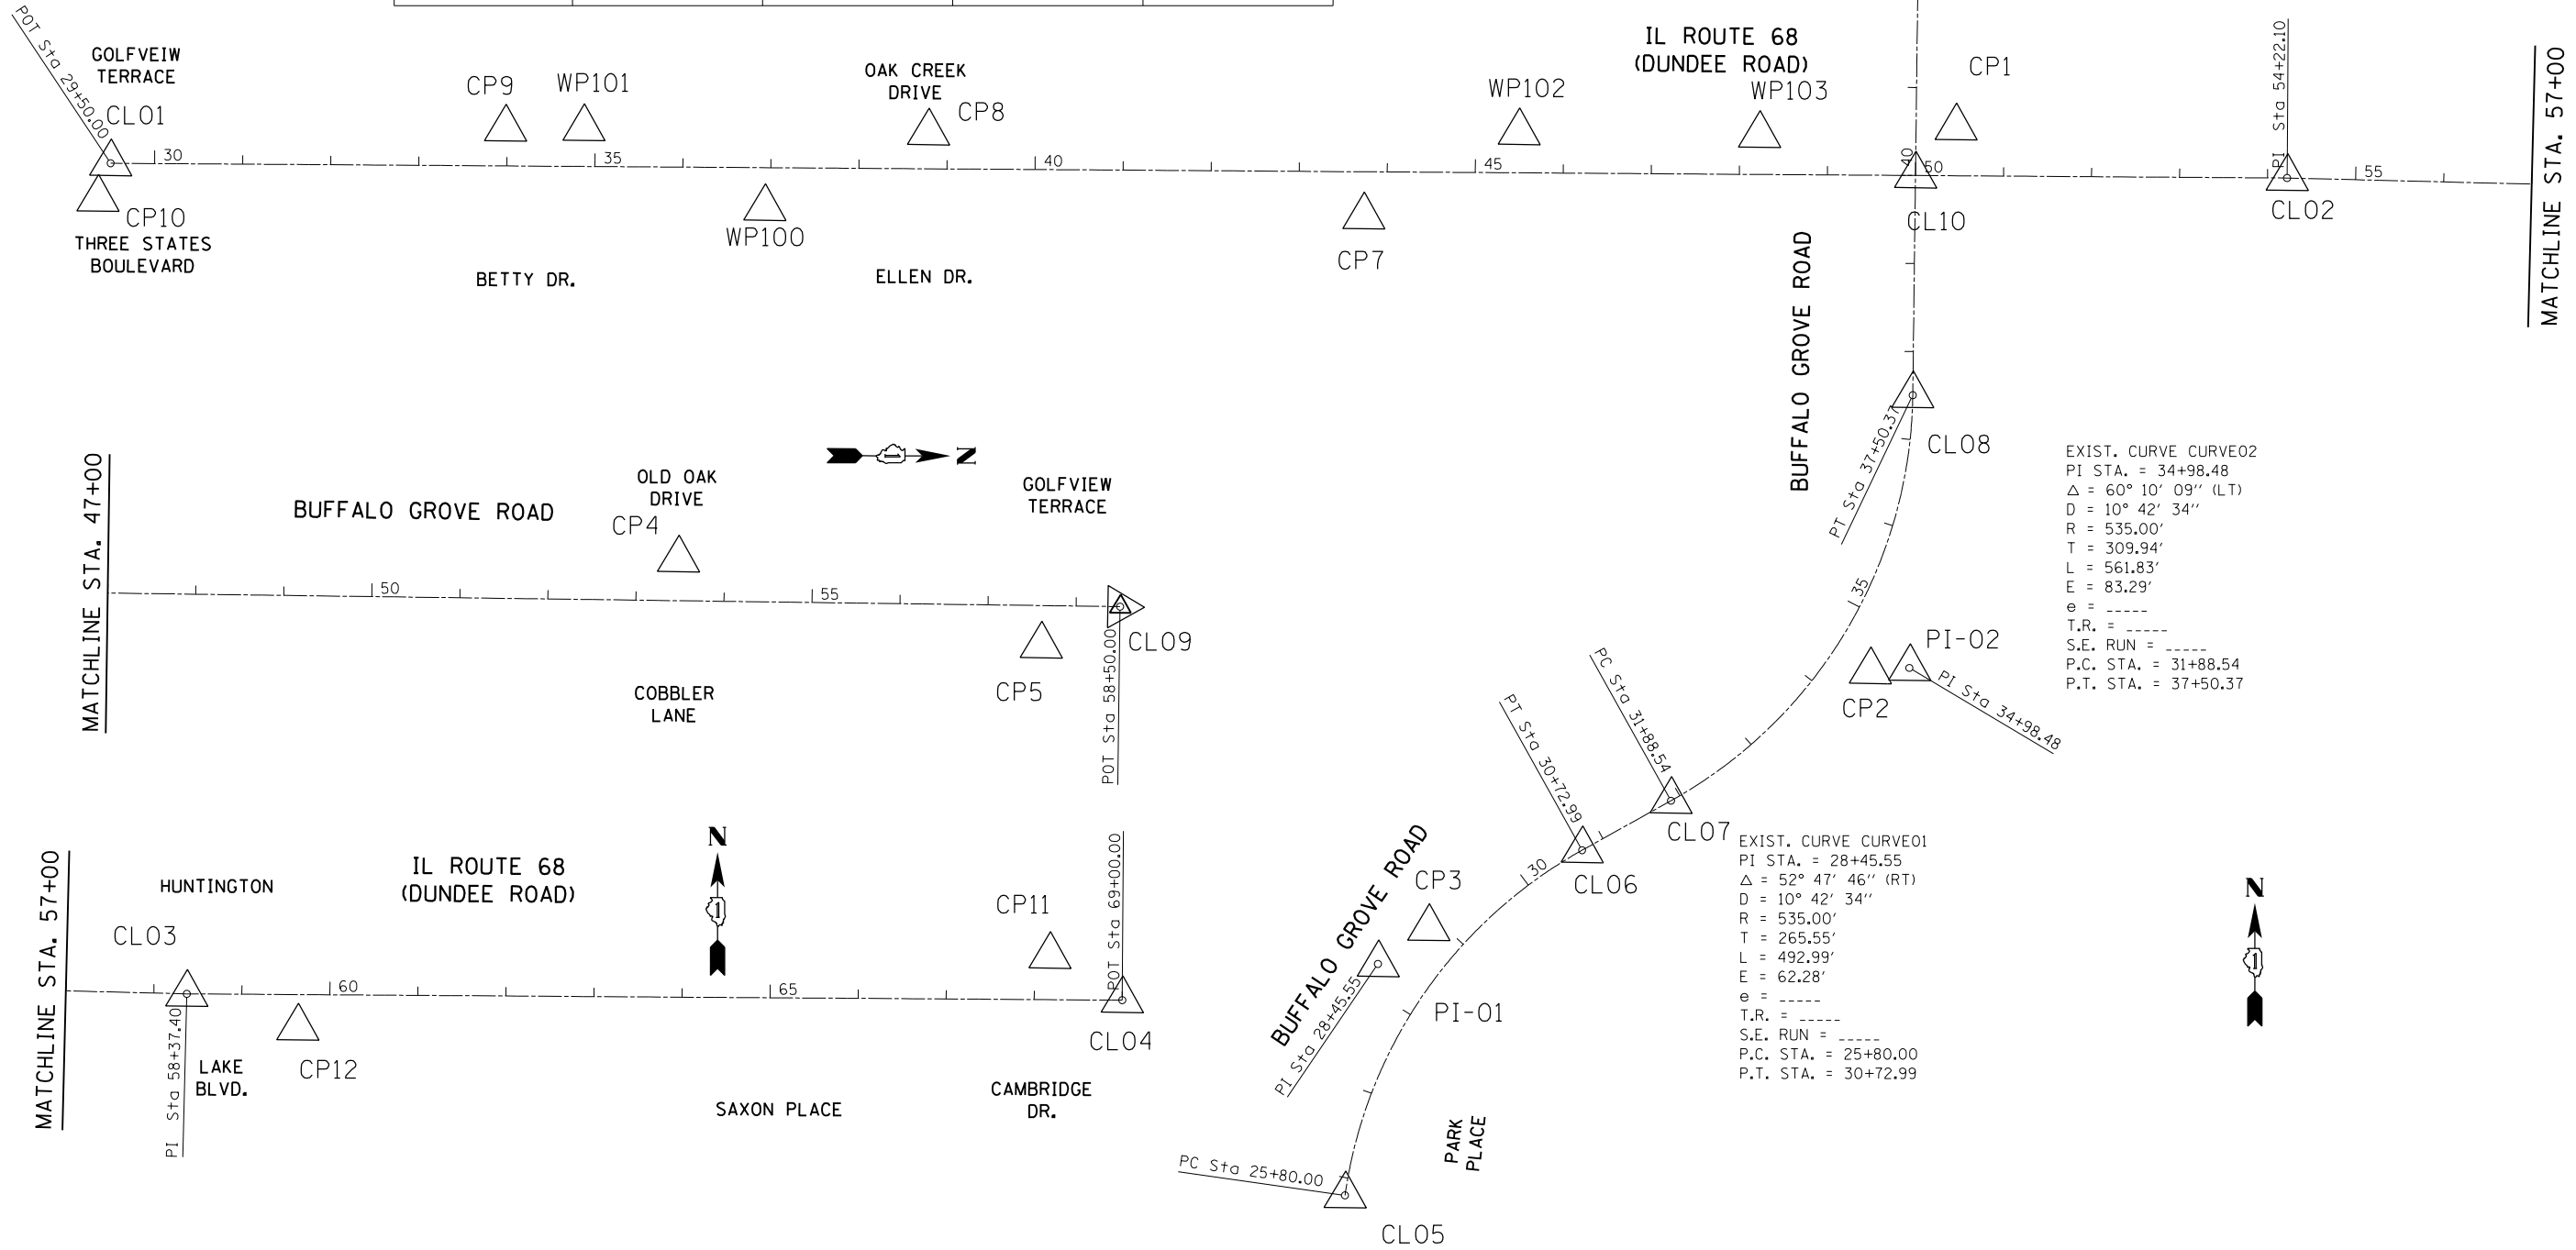 POT Sta 29+50.00
GOLFVEIW
TERRACE
CL01
CP10
THREE STATES
BOULEVARD
30
CP9
WP101
35
BETTY DR.
WP100
OAK CREEK
DRIVE
CP8
40
ELLEN DR.
CP7
45
WP102
IL ROUTE 68
(DUNDEE ROAD)
WP103
CP1
40
50
CL10
PI Sta 54+22.10
CL02
55
MATCHLINE STA. 57+00
BUFFALO GROVE ROAD
PT Sta 37+50.37
CL08
35
EXIST. CURVE CURVE02
PI STA. = 34+98.48
Δ = 60° 10' 09'' (LT)
D = 10° 42' 34''
R = 535.00'
T = 309.94'
L = 561.83'
E = 83.29'
e = -----
T.R. = -----
S.E. RUN = -----
P.C. STA. = 31+88.54
P.T. STA. = 37+50.37
PI-02
CP2
PI Sta 34+98.48
MATCHLINE STA. 47+00
BUFFALO GROVE ROAD
50
OLD OAK
DRIVE
CP4
N
GOLFVIEW
TERRACE
55
CL09
CP5
POT Sta 58+50.00
COBBLER
LANE
PC Sta 31+88.54
PT Sta 30+72.99
CL07
CL06
30
EXIST. CURVE CURVE01
PI STA. = 28+45.55
Δ = 52° 47' 46'' (RT)
D = 10° 42' 34''
R = 535.00'
T = 265.55'
L = 492.99'
E = 62.28'
e = -----
T.R. = -----
S.E. RUN = -----
P.C. STA. = 25+80.00
P.T. STA. = 30+72.99
N
MATCHLINE STA. 57+00
HUNTINGTON
CL03
PI Sta 58+37.40
LAKE
BLVD.
60
CP12
IL ROUTE 68
(DUNDEE ROAD)
N
65
SAXON PLACE
CP11
POT Sta 69+00.00
CL04
CAMBRIDGE
DR.
BUFFALO GROVE ROAD
CP3
PI Sta 28+45.55
PI-01
PARK
PLACE
PC Sta 25+80.00
CL05